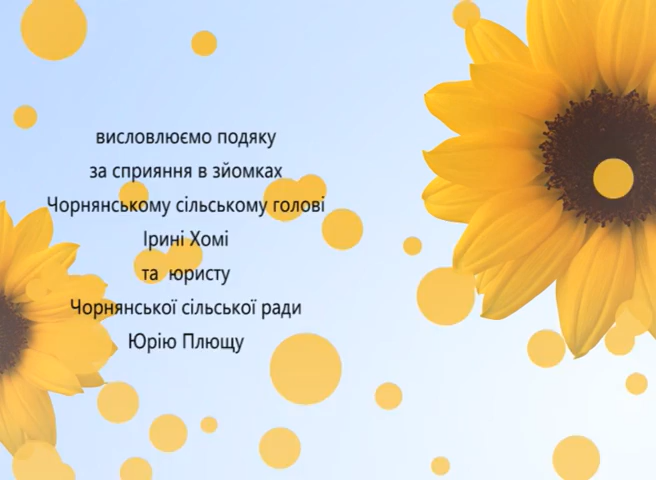 висловлюємо подяку
за сприяння в зйомках
Чорнянському сільському голові
Ірині Хомі
та юристу
Чорнянської сільської ради
Юрію Плющу